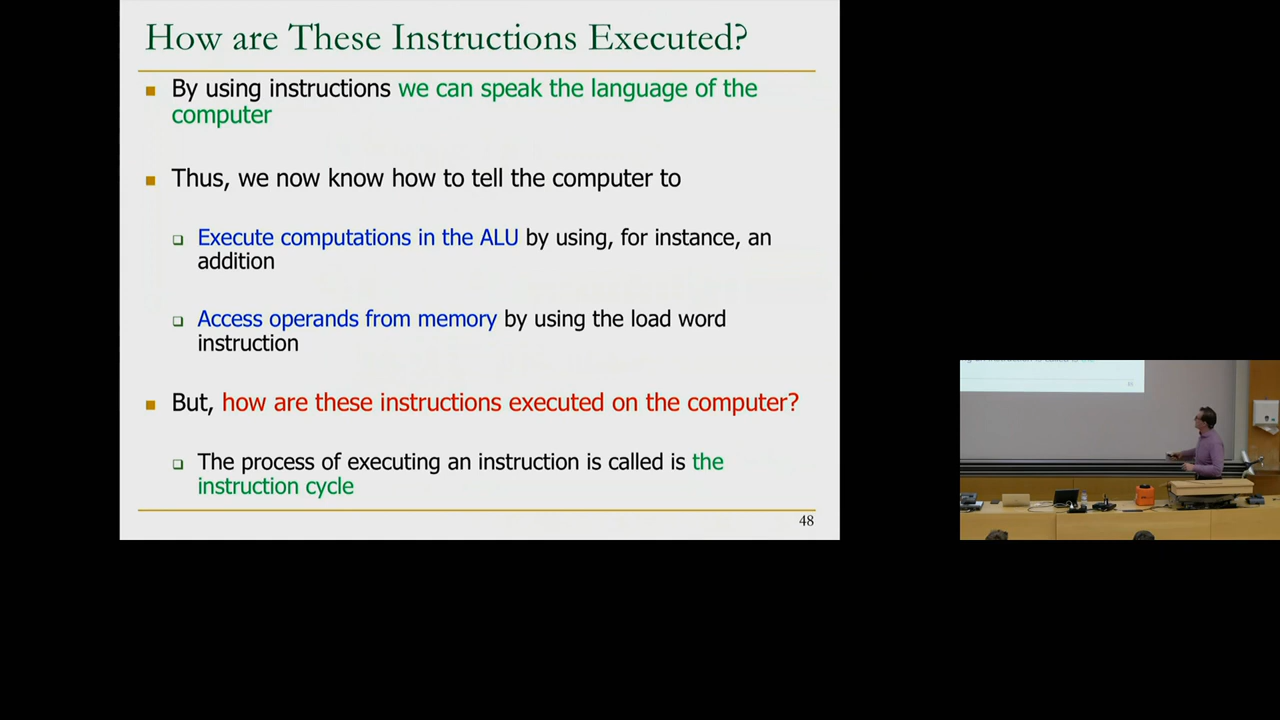 How are These Instructions Executed?
By using instructions we can speak the language of the
computer
Thus, we now know how to tell the computer to
Execute computations in the ALU by using, for instance, an
addition
Access operands from memory by using the load word
instruction
But, how are these instructions executed on the computer?
The process of executing an instruction is called is the
instruction cycle
48